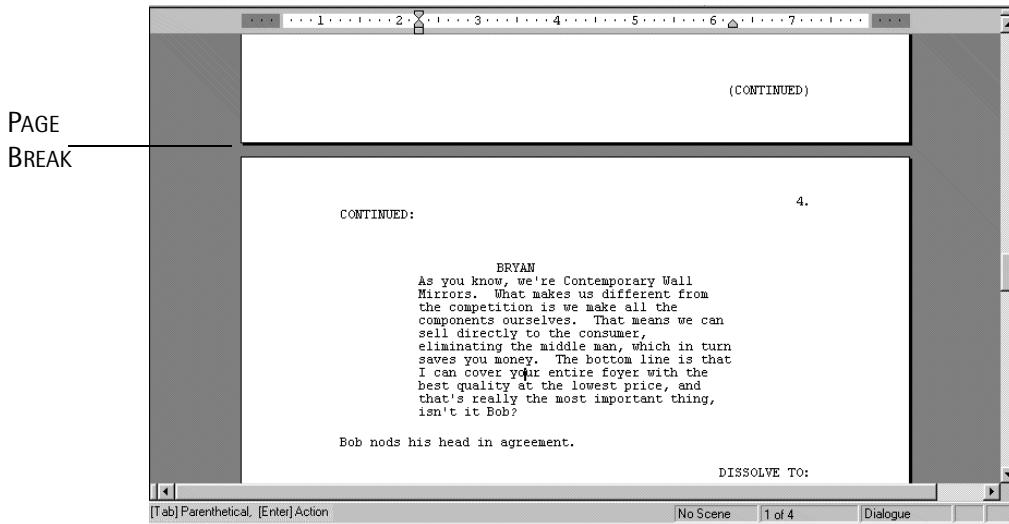 · · · 1 · · · ı · · · 2 · · ı · · · 3 · · · ı · · · 4 · · · ı · · · 5 · · · ı · · · 6 · · ı · · · 7 · · · ı · · ·
(CONTINUED)
PAGE
BREAK
4.
CONTINUED:
BRYAN
As you know, we're Contemporary Wall
Mirrors. What makes us different from
the competition is we make all the
components ourselves. That means we can
sell directly to the consumer,
eliminating the middle man, which in turn
saves you money. The bottom line is that
I can cover your entire foyer with the
best quality at the lowest price, and
that's really the most important thing,
isn't it Bob?
Bob nods his head in agreement.
DISSOLVE TO:
[Tab] Parenthetical, [Enter] Action No Scene 1 of 4 Dialogue